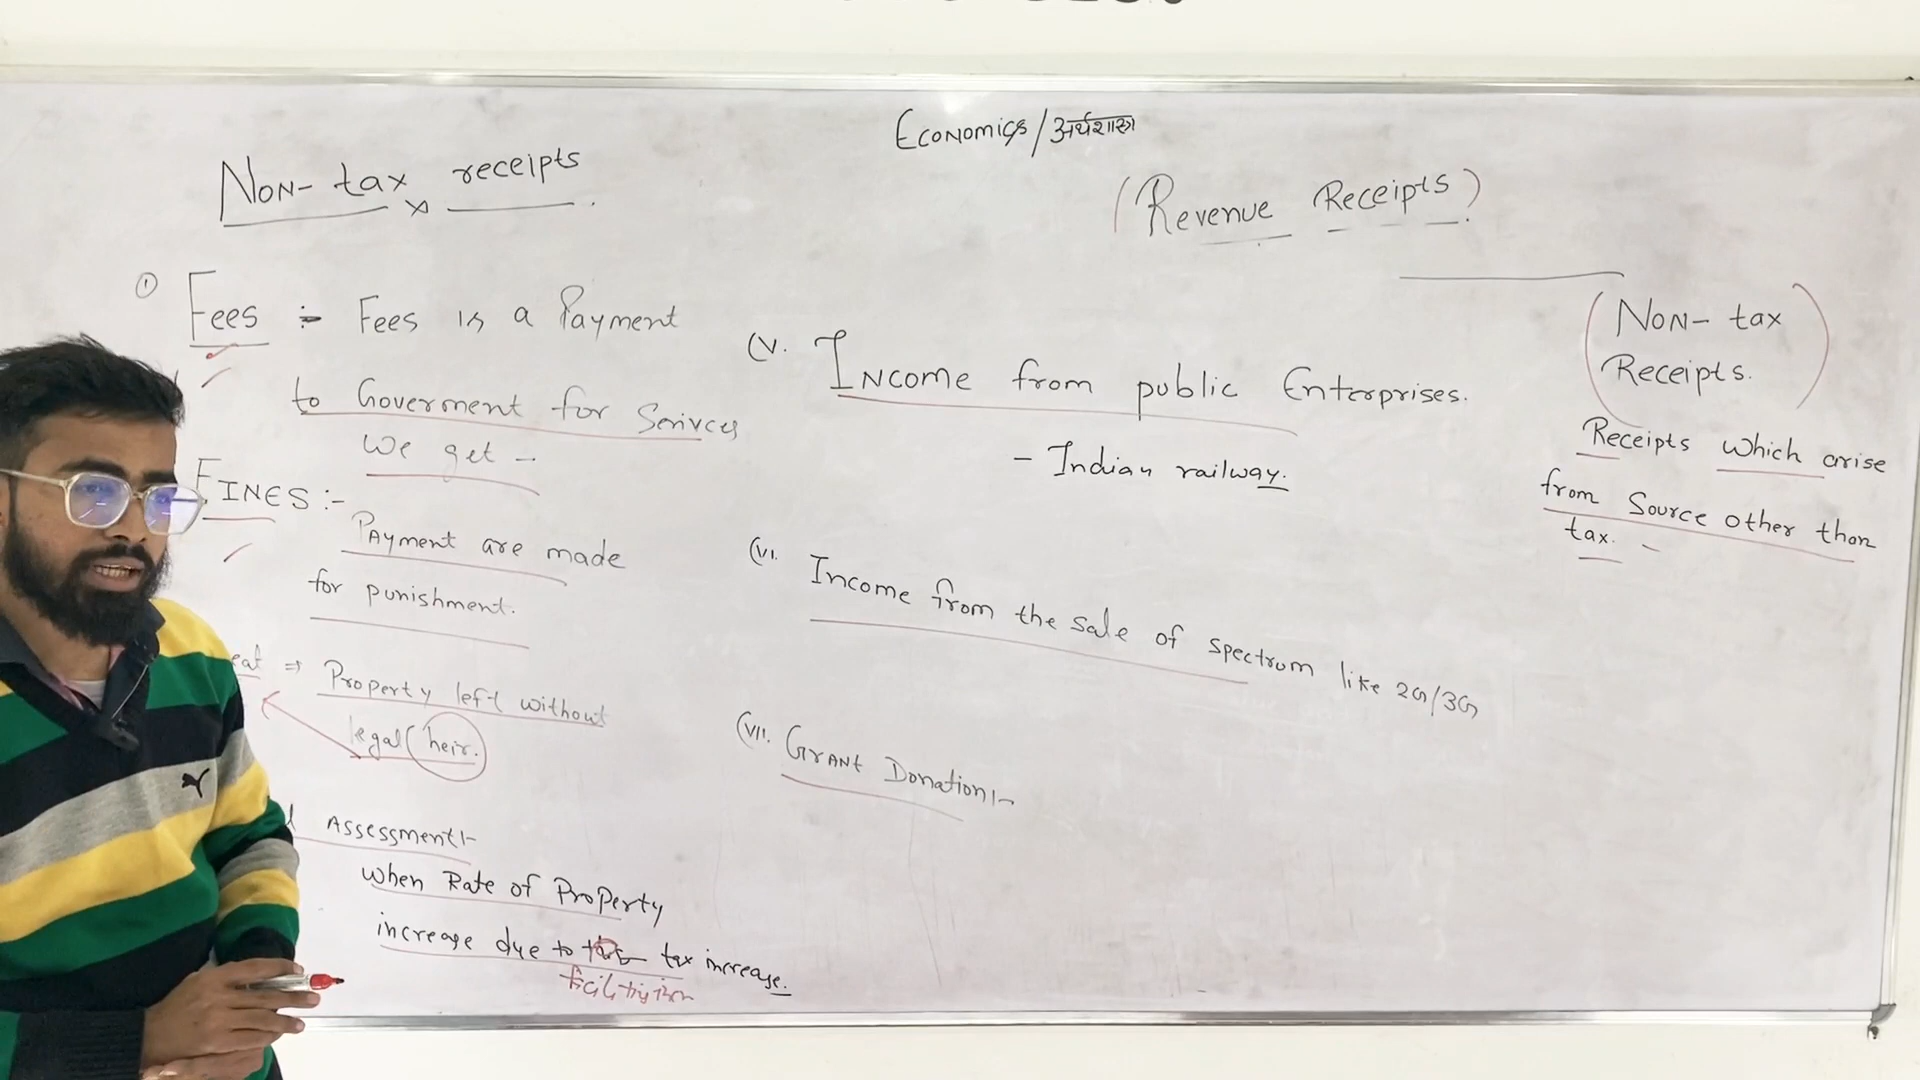 Economics/अर्थशास्त्र
Non-tax receipts
(Revenue Receipts)
① Fees :- Fees is a Payment
to Goverment for Serivces
We get -
FINES :-
Payment are made
for punishment.
eat ⇒ Property left without
legal (heir.
Assessment:-
when Rate of Property
increase due to tax increase.
(v. Income from public Enterprises.
- Indian railway.
(vi. Income from the sale of spectrum like 2G/3G
(vii. Grant Donation:-
(Non-tax
Receipts.)
Receipts which arise
from Source other than
tax. -